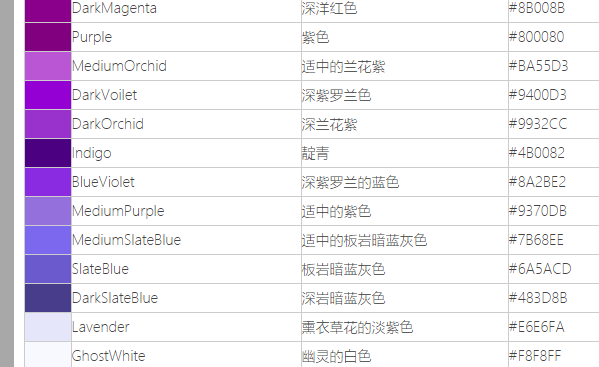 DarkMagenta 深洋红色 #8B008B
Purple 紫色 #800080
MediumOrchid 适中的兰花紫 #BA55D3
DarkVoilet 深紫罗兰色 #9400D3
DarkOrchid 深兰花紫 #9932CC
Indigo 靛青 #4B0082
BlueViolet 深紫罗兰的蓝色 #8A2BE2
MediumPurple 适中的紫色 #9370DB
MediumSlateBlue 适中的板岩暗蓝灰色 #7B68EE
SlateBlue 板岩暗蓝灰色 #6A5ACD
DarkSlateBlue 深岩暗蓝灰色 #483D8B
Lavender 熏衣草花的淡紫色 #E6E6FA
GhostWhite 幽灵的白色 #F8F8FF